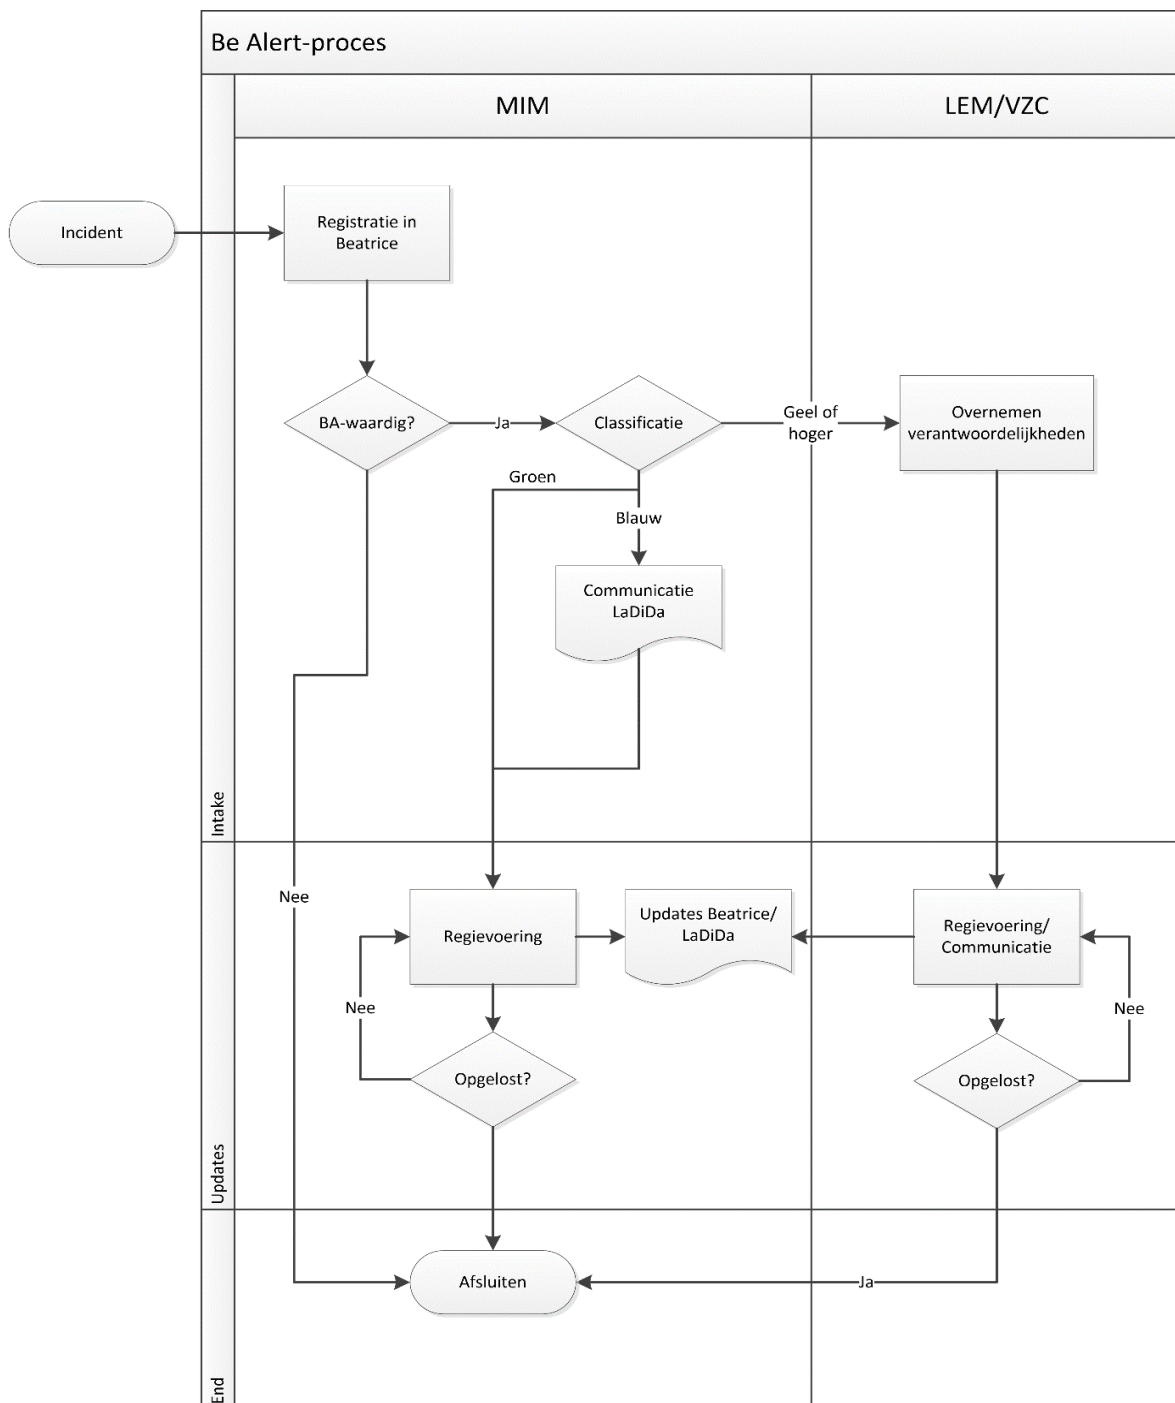 Be Alert-proces
MIM
LEM/VZC
Incident
Registratie in
Beatrice
BA-waardig?
Ja
Classificatie
Geel of
hoger
Overnemen
verantwoordelijkheden
Groen
Blauw
Communicatie
LaDiDa
Intake
Nee
Regievoering
Updates Beatrice/
LaDiDa
Regievoering/
Communicatie
Nee
Nee
Opgelost?
Opgelost?
Updates
Afsluiten
Ja
End